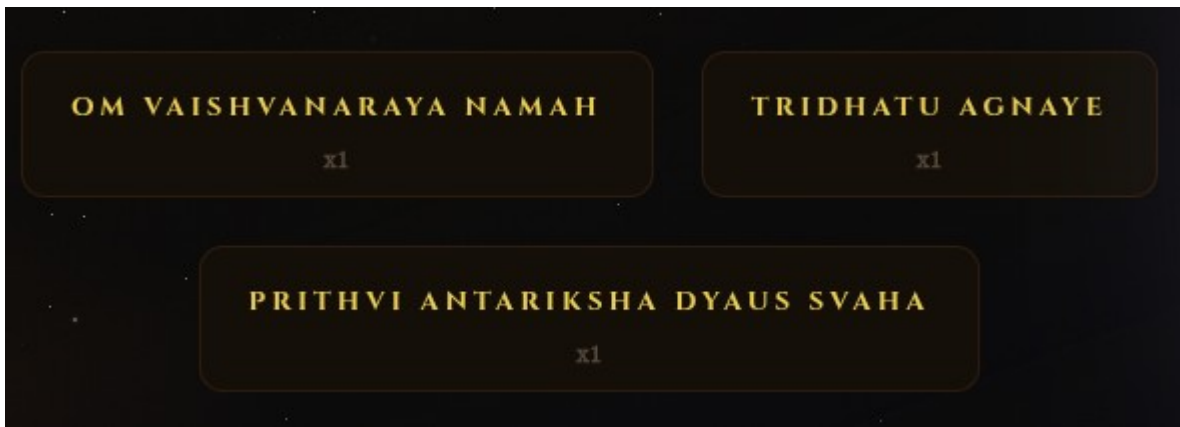 OM VAISHVANARAYA NAMAH
x1
TRIDHATU AGNAYE
x1
PRITHVI ANTARIKSHA DYAUS SVAHA
x1